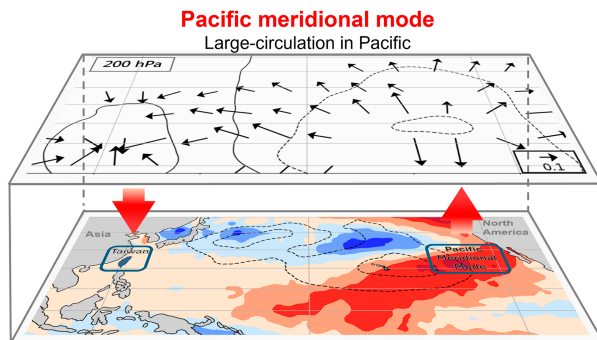 Pacific meridional mode
Large-circulation in Pacific
200 hPa
0.1
Asia
North
America
Taiwan
Pacific
Meridional
Mode